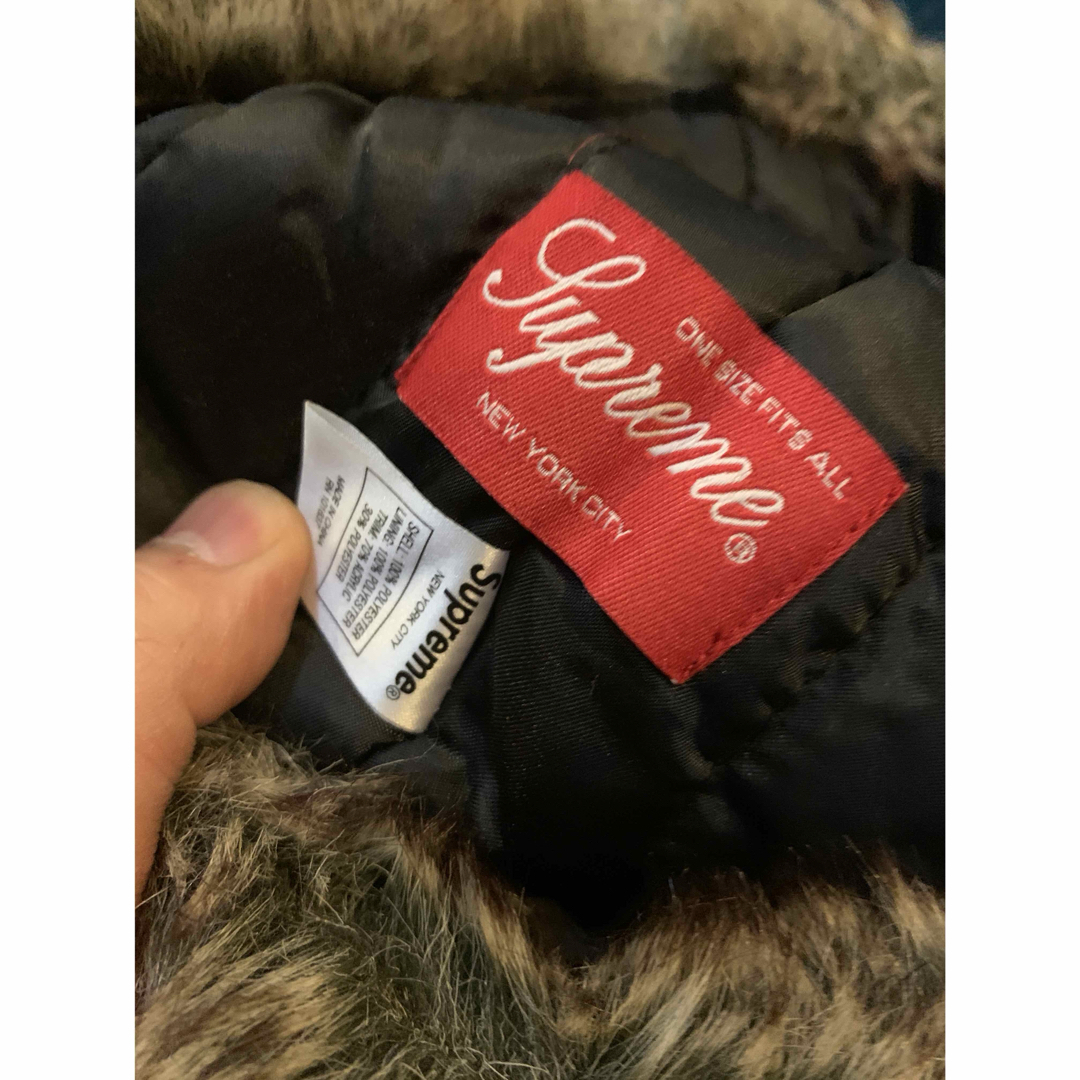 ONE SIZE FITS ALL
Supreme®
NEW YORK CITY
Supreme®
NEW YORK CITY
SHELL: 100% POLYESTER
LINING: 100% POLYESTER
TRIM: 70% ACRYLIC
30% POLYESTER
MADE IN CHINA